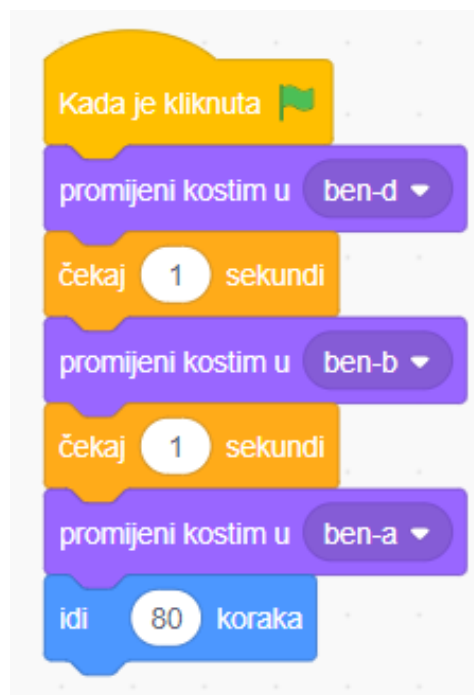 Kada je kliknuta
promijeni kostim u ben-d
čekaj 1 sekundi
promijeni kostim u ben-b
čekaj 1 sekundi
promijeni kostim u ben-a
idi 80 koraka